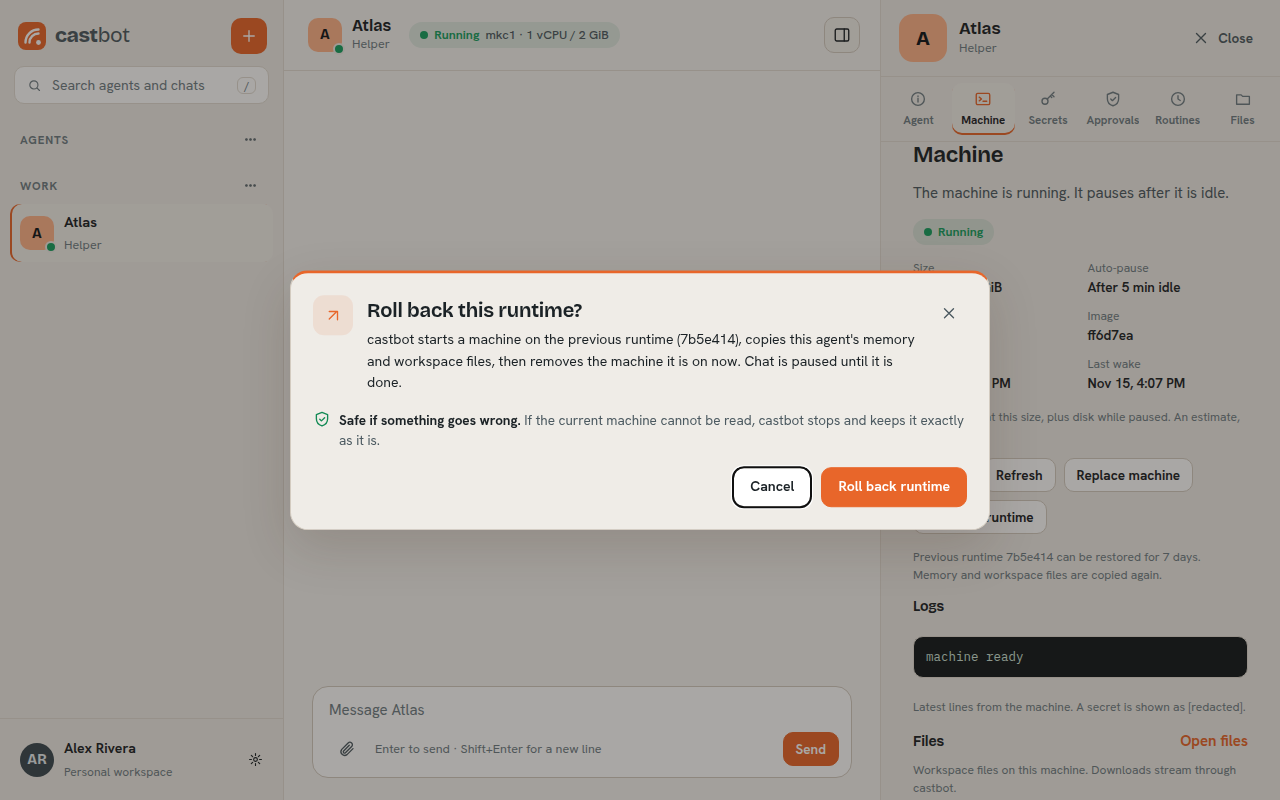 castbot
+
Search agents and chats
/
AGENTS
WORK
A
Atlas
Helper
AR
Alex Rivera
Personal workspace
A
Atlas
Helper
Running mkc1 · 1 vCPU / 2 GiB
Message Atlas
Enter to send · Shift+Enter for a new line
Send
A
Atlas
Helper
Close
Agent
Machine
Secrets
Approvals
Routines
Files
Machine
The machine is running. It pauses after it is idle.
Running
Size
iB
Auto-pause
After 5 min idle
Image
ff6d7ea
PM
Last wake
Nov 15, 4:07 PM
t this size, plus disk while paused. An estimate,
Refresh
Replace machine
runtime
Previous runtime 7b5e414 can be restored for 7 days.
Memory and workspace files are copied again.
Logs
machine ready
Latest lines from the machine. A secret is shown as [redacted].
Files
Open files
Workspace files on this machine. Downloads stream through
castbot.
Roll back this runtime?
castbot starts a machine on the previous runtime (7b5e414), copies this agent's memory
and workspace files, then removes the machine it is on now. Chat is paused until it is
done.
Safe if something goes wrong. If the current machine cannot be read, castbot stops and keeps it exactly
as it is.
Cancel
Roll back runtime